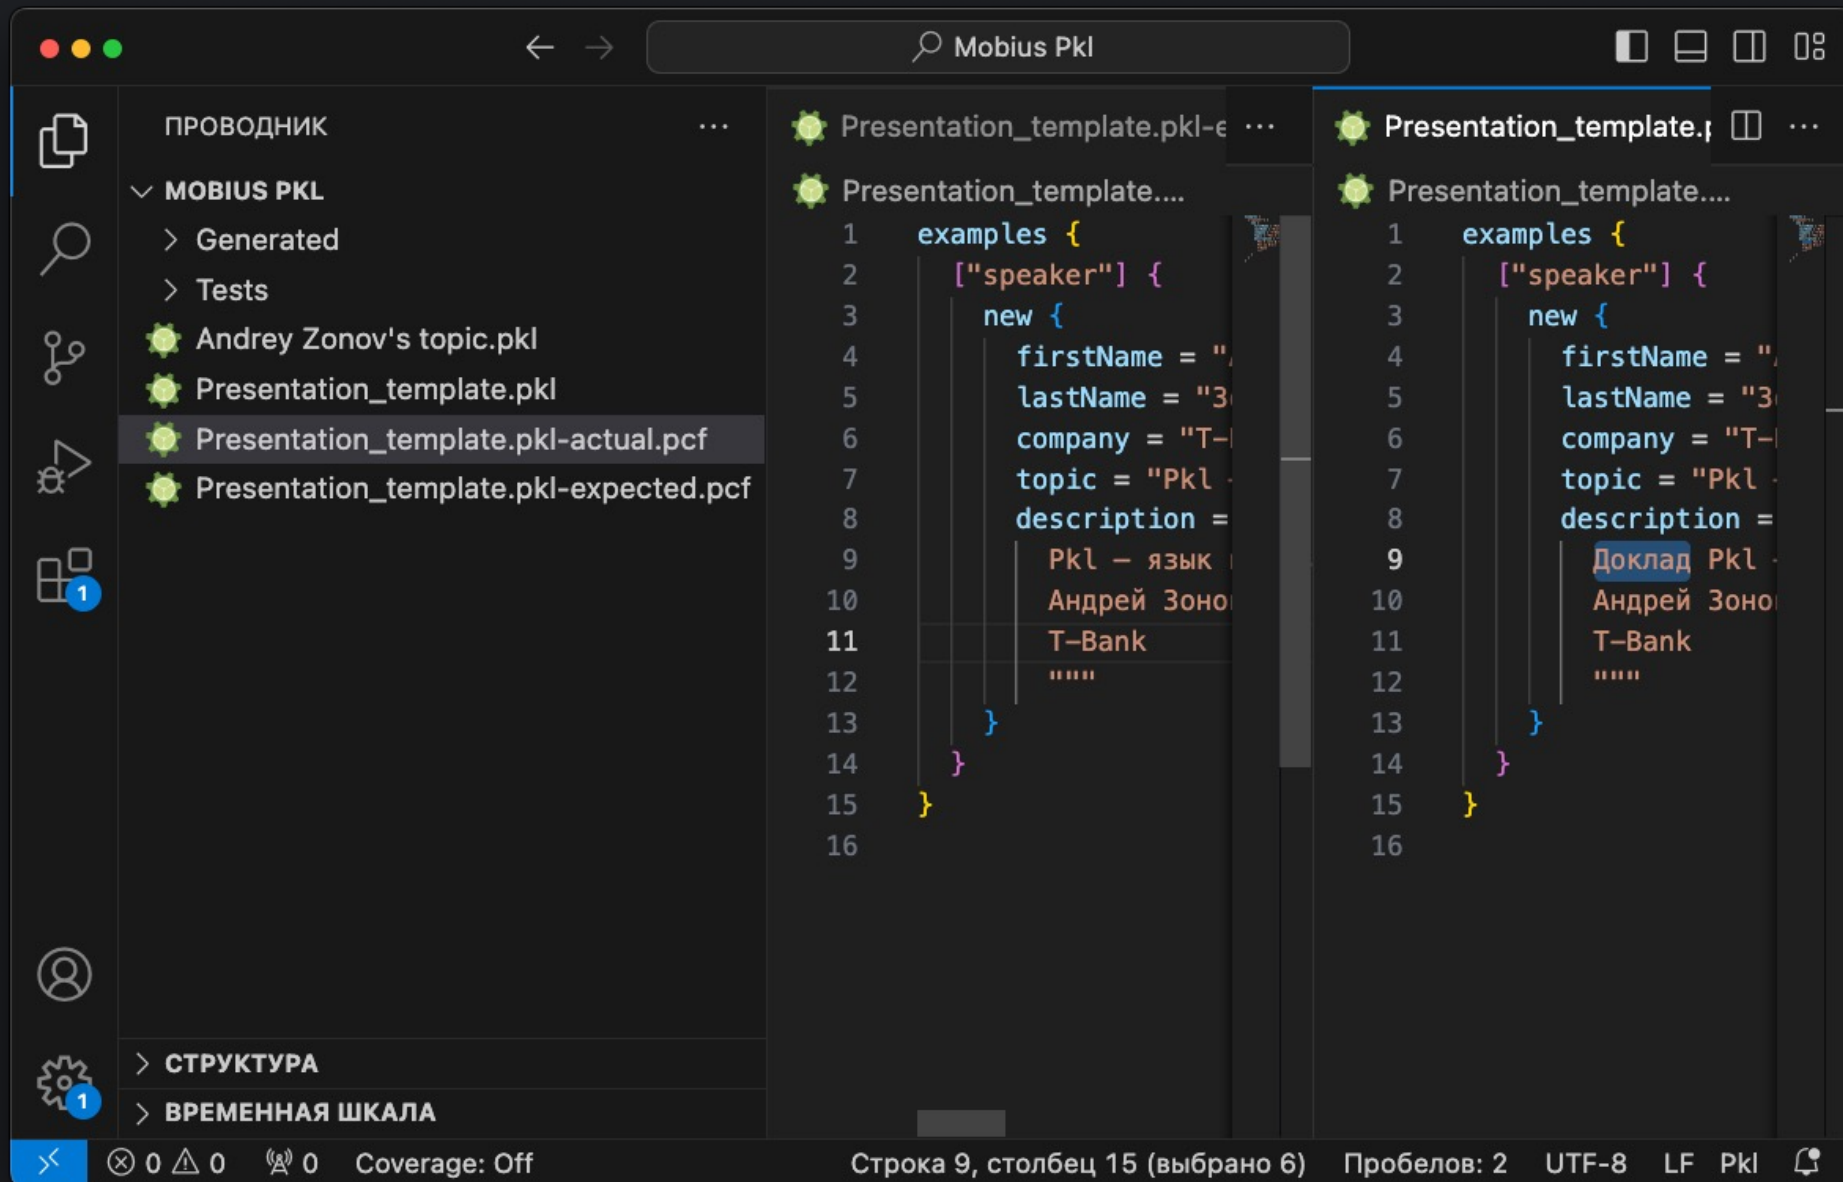 Mobius Pkl
ПРОВОДНИК
MOBIUS PKL
Generated
Tests
Andrey Zonov's topic.pkl
Presentation_template.pkl
Presentation_template.pkl-actual.pcf
Presentation_template.pkl-expected.pcf
СТРУКТУРА
ВРЕМЕННАЯ ШКАЛА
1
1
Presentation_template.pkl-e
Presentation_template....
1 examples {
2 ["speaker"] {
3 new {
4 firstName = "
5 lastName = "З
6 company = "T-
7 topic = "Pkl
8 description =
9 Pkl – язык
10 Андрей Зоно
11 T-Bank
12 """
13 }
14 }
15 }
16
Presentation_template.p
Presentation_template....
1 examples {
2 ["speaker"] {
3 new {
4 firstName = "
5 lastName = "З
6 company = "T-
7 topic = "Pkl
8 description =
9 Доклад Pkl
10 Андрей Зоно
11 T-Bank
12 """
13 }
14 }
15 }
16
0 0 0 Coverage: Off Строка 9, столбец 15 (выбрано 6) Пробелов: 2 UTF-8 LF Pkl